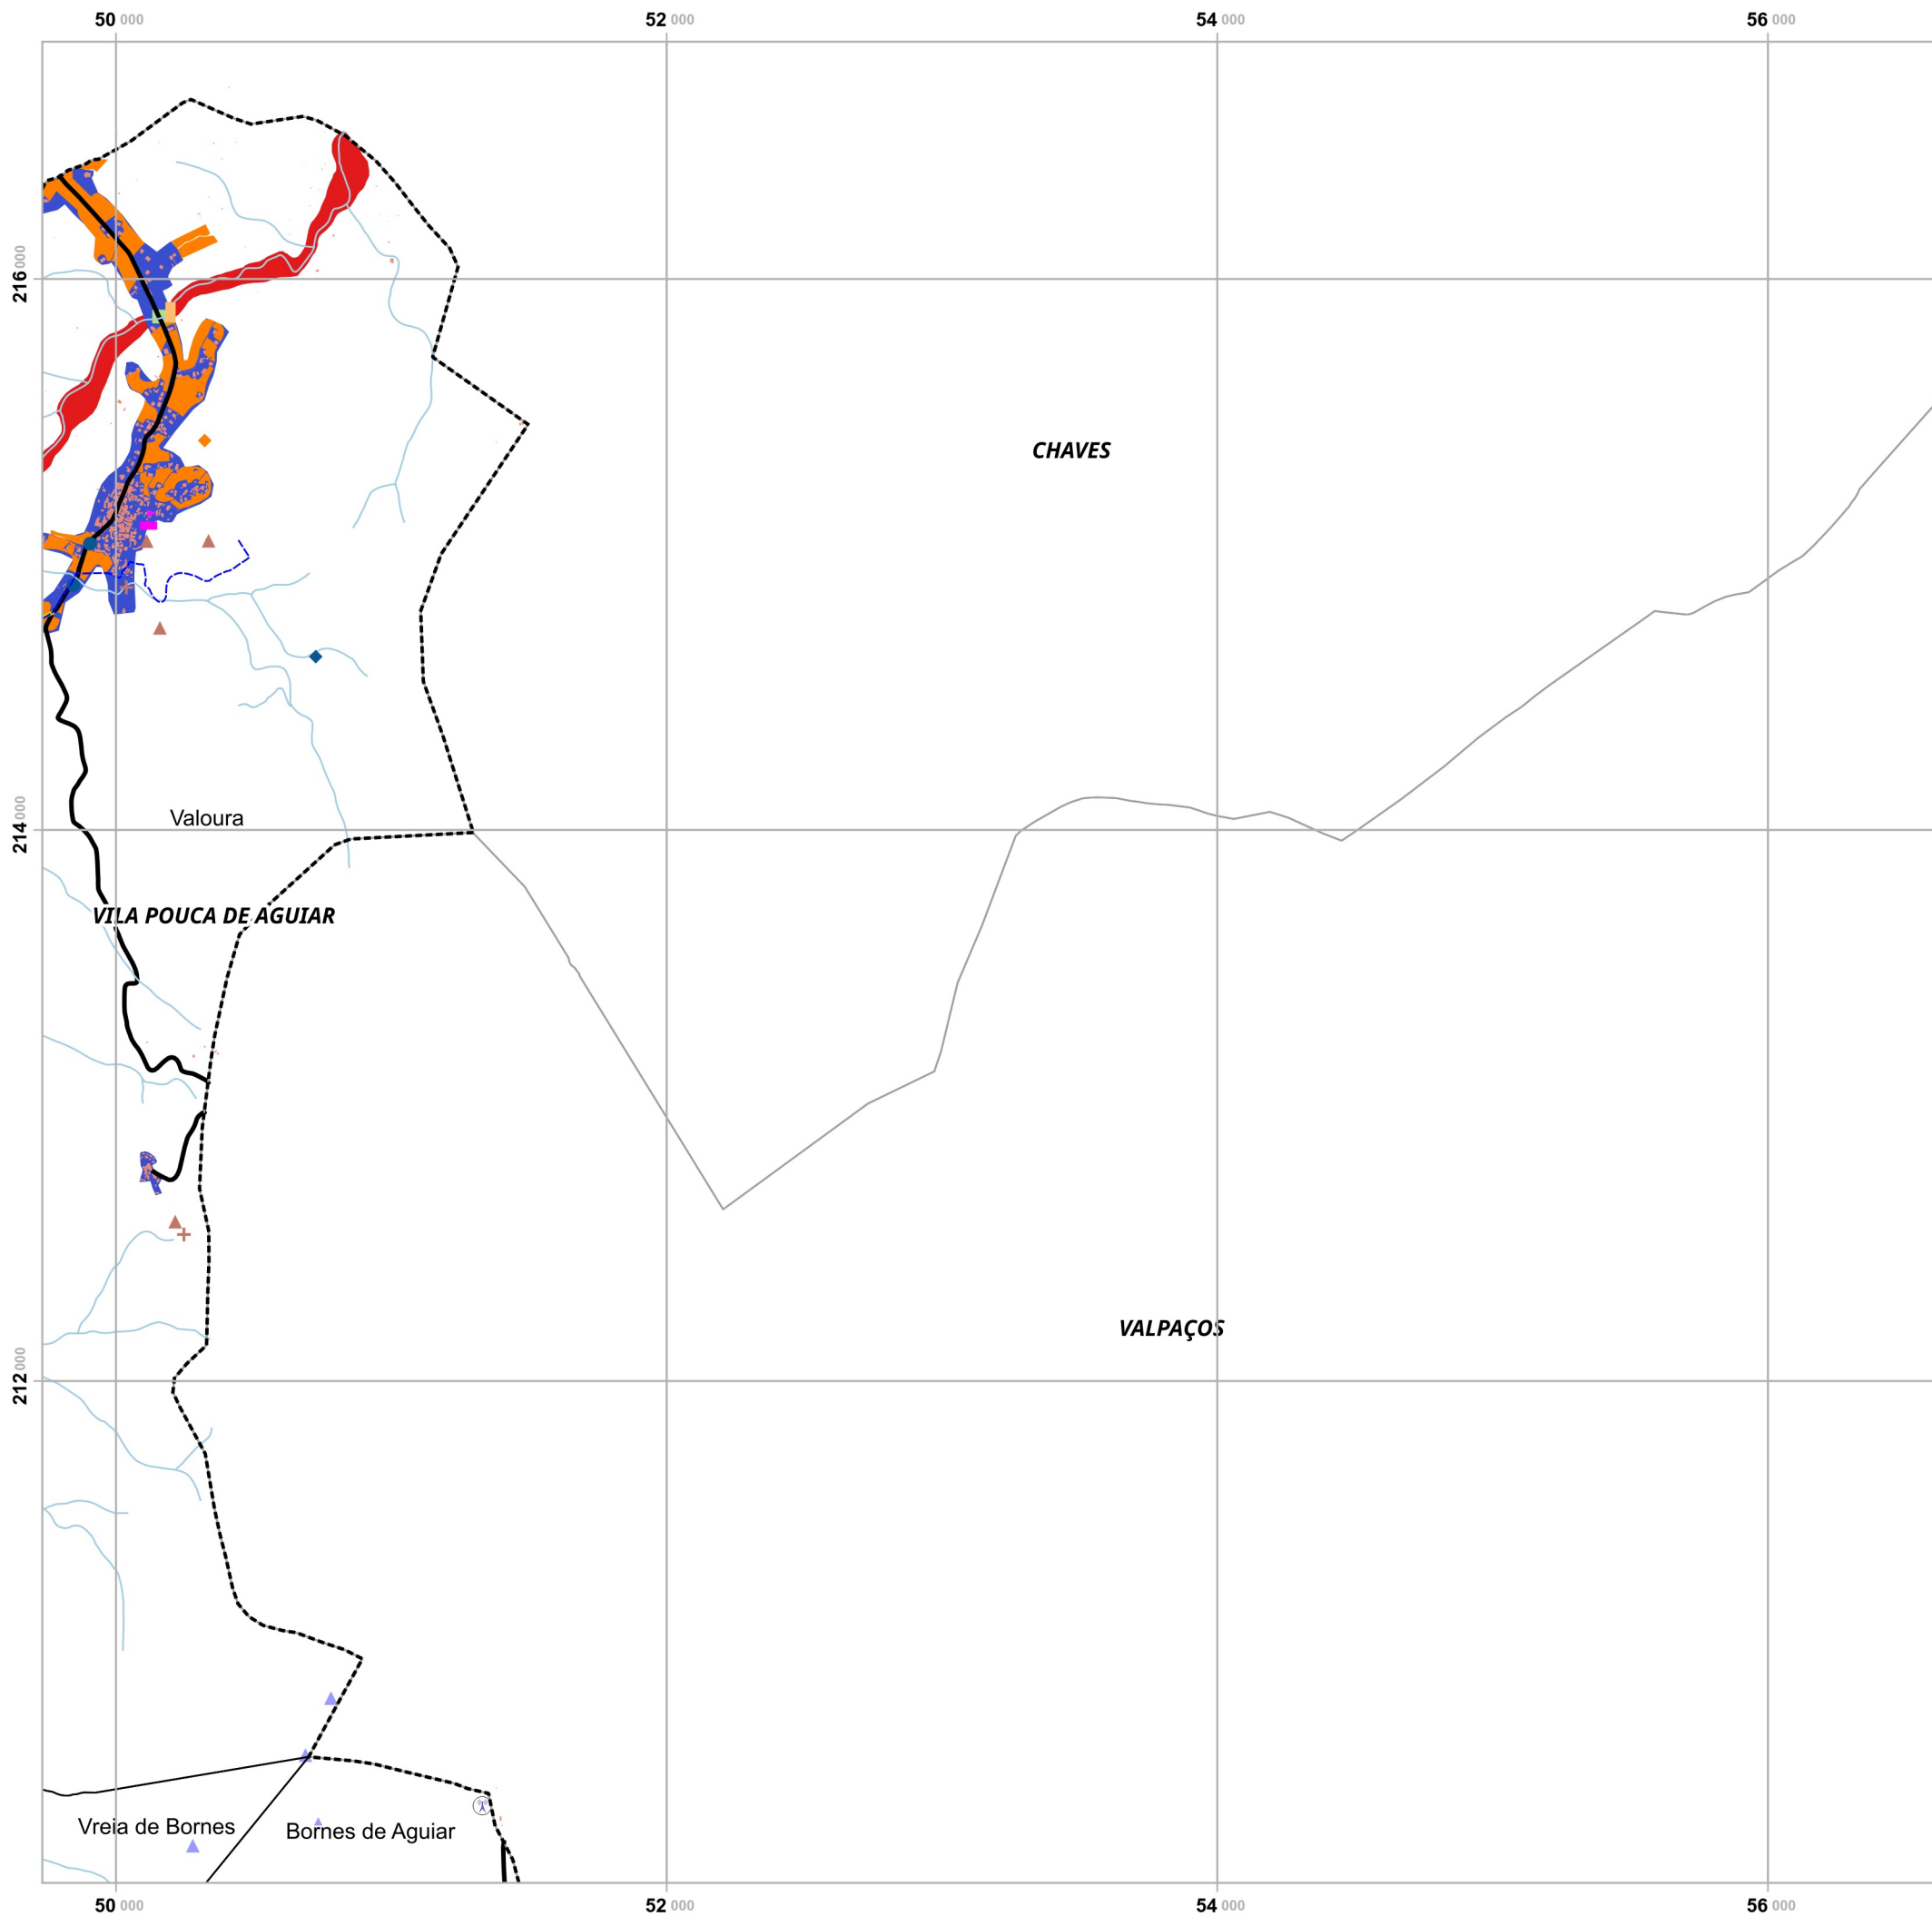 50 000
52 000
54 000
56 000
216 000
CHAVES
214 000
Valoura
VILA POUCA DE AGUIAR
VALPAÇOS
212 000
Vreia de Bornes
Bornes de Aguiar
50 000
52 000
54 000
56 000